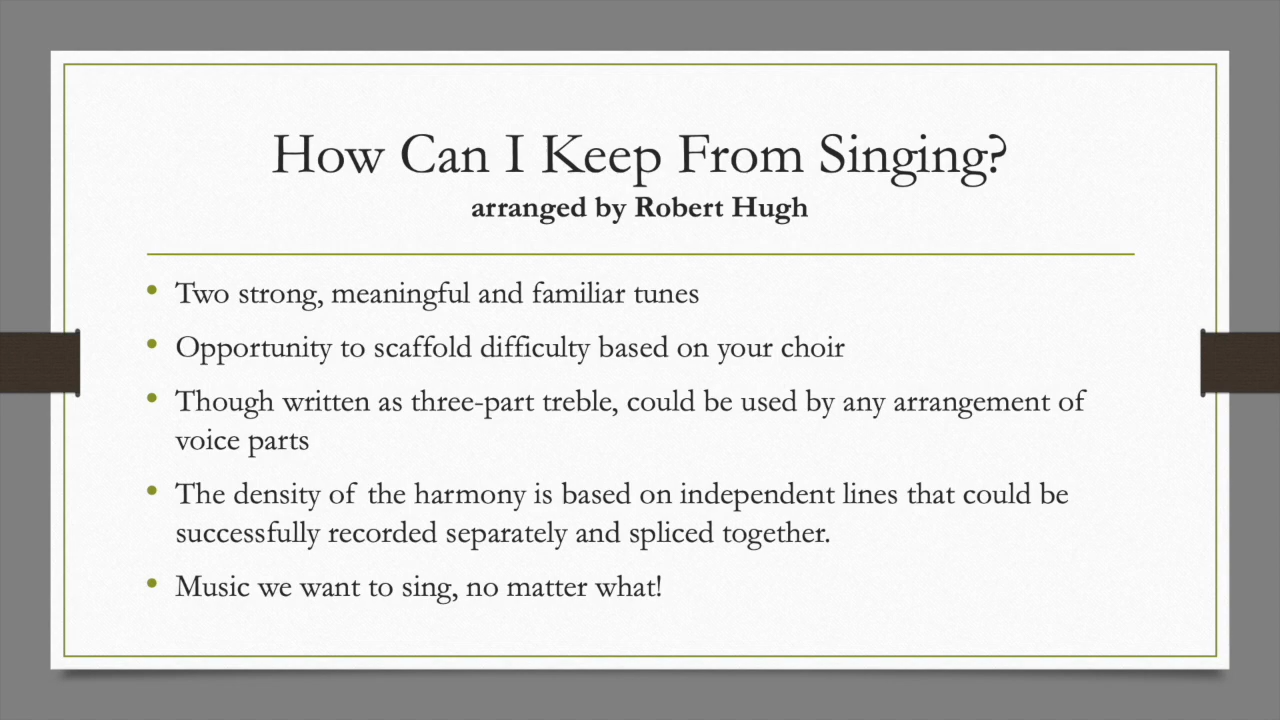 How Can I Keep From Singing?
arranged by Robert Hugh
• Two strong, meaningful and familiar tunes
• Opportunity to scaffold difficulty based on your choir
• Though written as three-part treble, could be used by any arrangement of
voice parts
• The density of the harmony is based on independent lines that could be
successfully recorded separately and spliced together.
• Music we want to sing, no matter what!